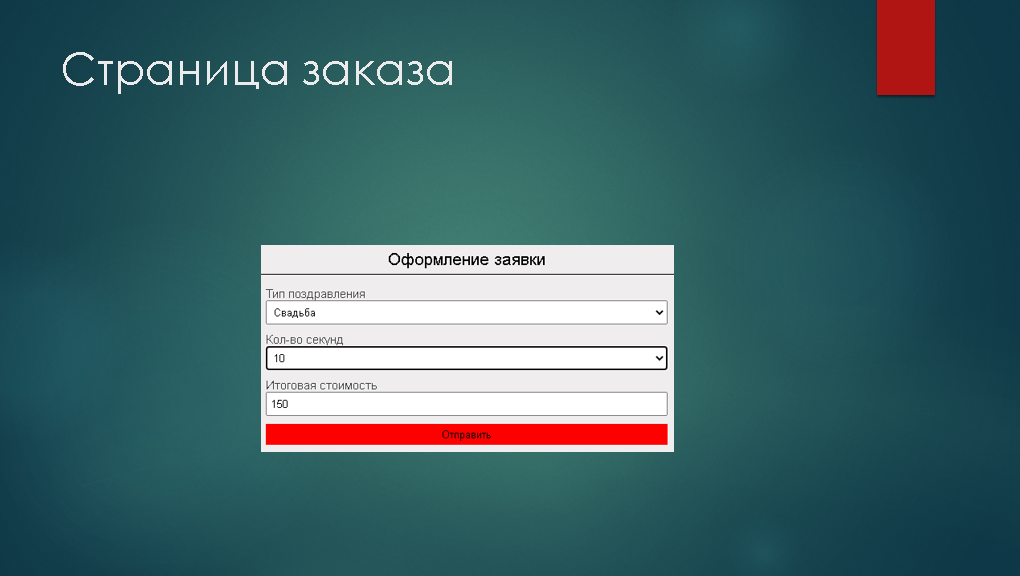 Страница заказа
Оформление заявки
Тип поздравления
Свадьба
Кол-во секунд
10
Итоговая стоимость
150
Отправить